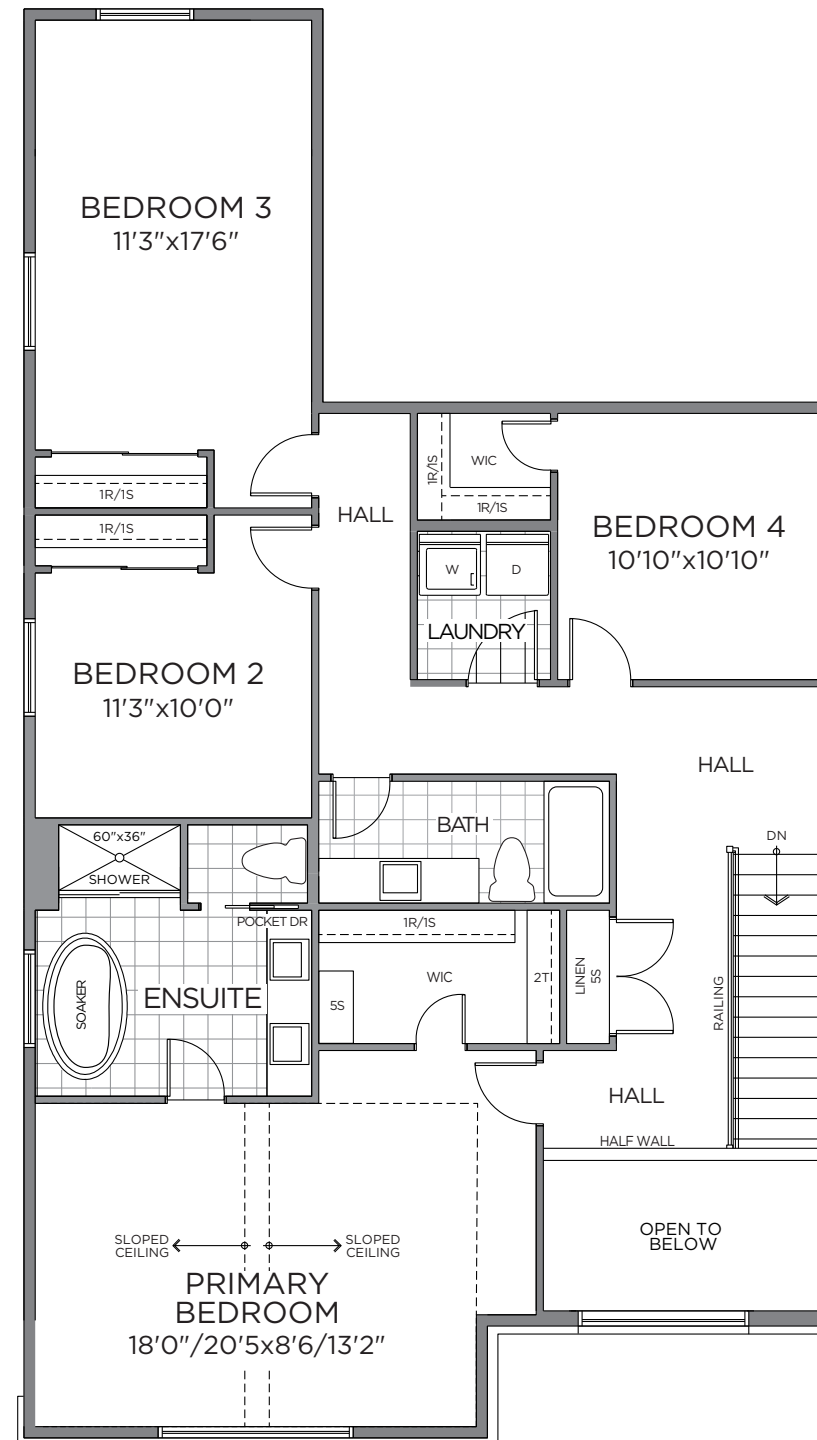 BEDROOM 3
11'3"x17'6"
1R/1S
1R/1S
BEDROOM 2
11'3"x10'0"
HALL
1R/1S
WIC
1R/1S
BEDROOM 4
10'10"x10'10"
W
D
LAUNDRY
HALL
BATH
DN
60"x36"
SHOWER
POCKET DR
SOAKER
ENSUITE
1R/1S
WIC
5S
2T
LINEN
5S
RAILING
HALL
HALF WALL
OPEN TO
BELOW
SLOPED
CEILING
SLOPED
CEILING
PRIMARY
BEDROOM
18'0"/20'5x8'6/13'2"